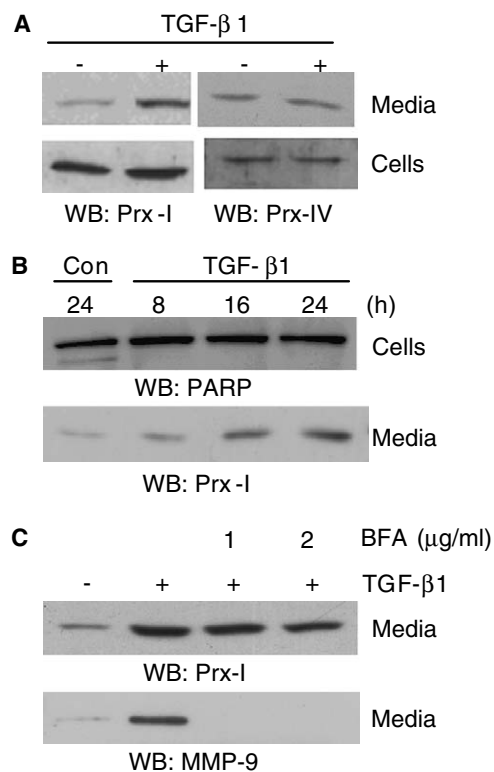 A
TGF-β 1
- + - +
Media
Cells
WB: Prx -I WB: Prx-IV
B
Con TGF- β1
24 8 16 24 (h)
Cells
WB: PARP
Media
WB: Prx -I
C
1 2 BFA (μg/ml)
- + + + TGF-β1
Media
WB: Prx-I
Media
WB: MMP-9